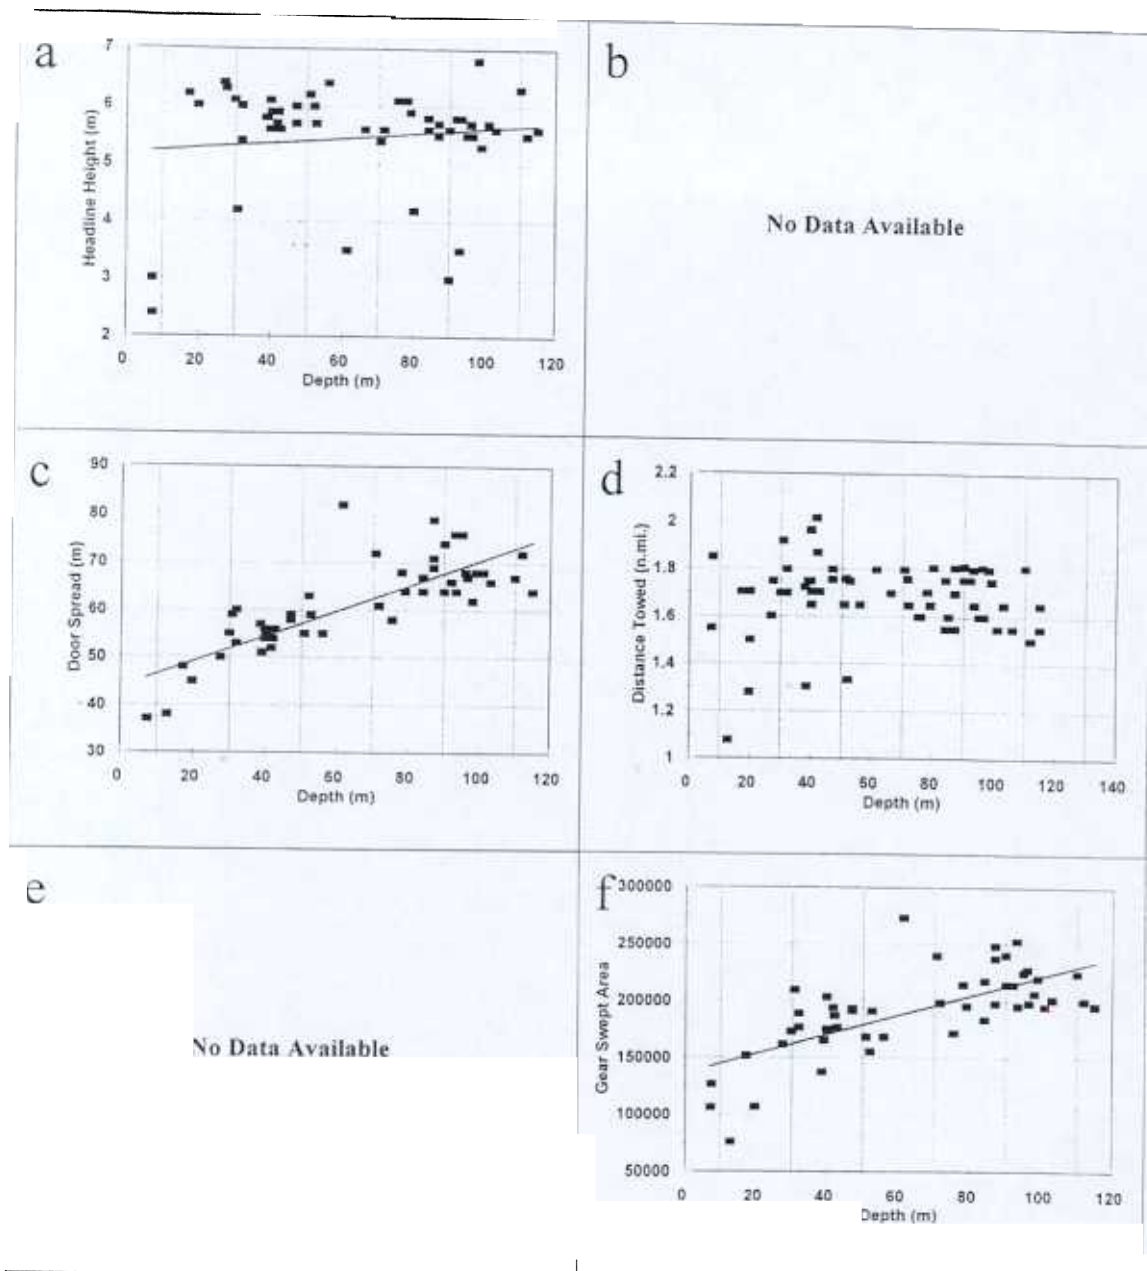 a
7
6
5
4
3
2
Headline Height (m)
0 20 40 60 80 100 120
Depth (m)
b
No Data Available
c
90
80
70
60
50
40
30
Door Spread (m)
0 20 40 60 80 100 120
Depth (m)
d
2.2
2
1.8
1.6
1.4
1.2
1
Distance Towed (n.mi.)
0 20 40 60 80 100 120 140
Depth (m)
e
No Data Available
f
300000
250000
200000
150000
100000
50000
Gear Swept Area
0 20 40 60 80 100 120
Depth (m)